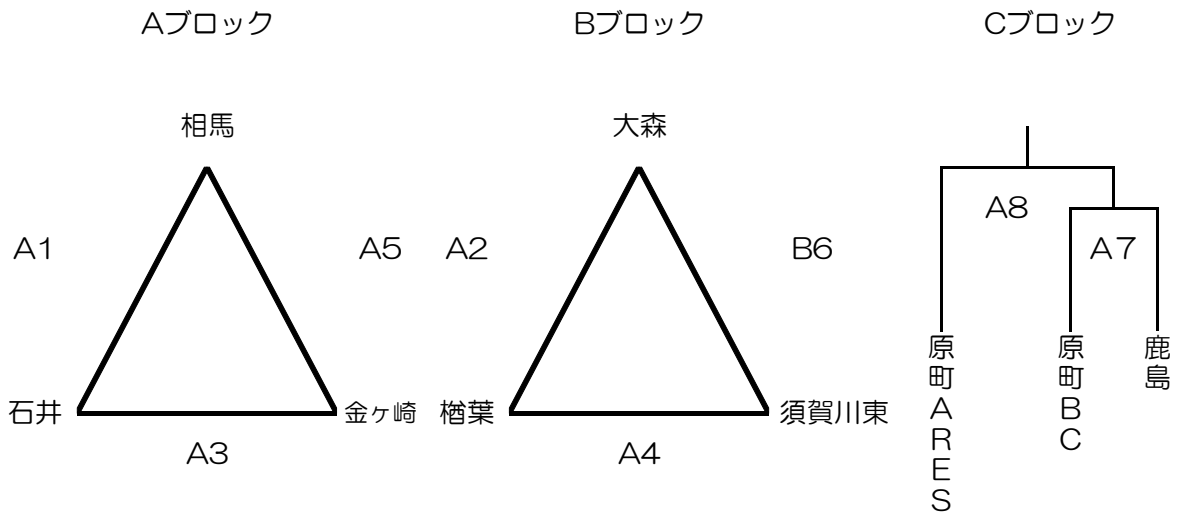 Aブロック
Bブロック
Cブロック
相馬
大森
A1
A5
A2
B6
A8
A7
石井
金ヶ崎
楢葉
須賀川東
A3
A4
原町ARES
原町BC
鹿島